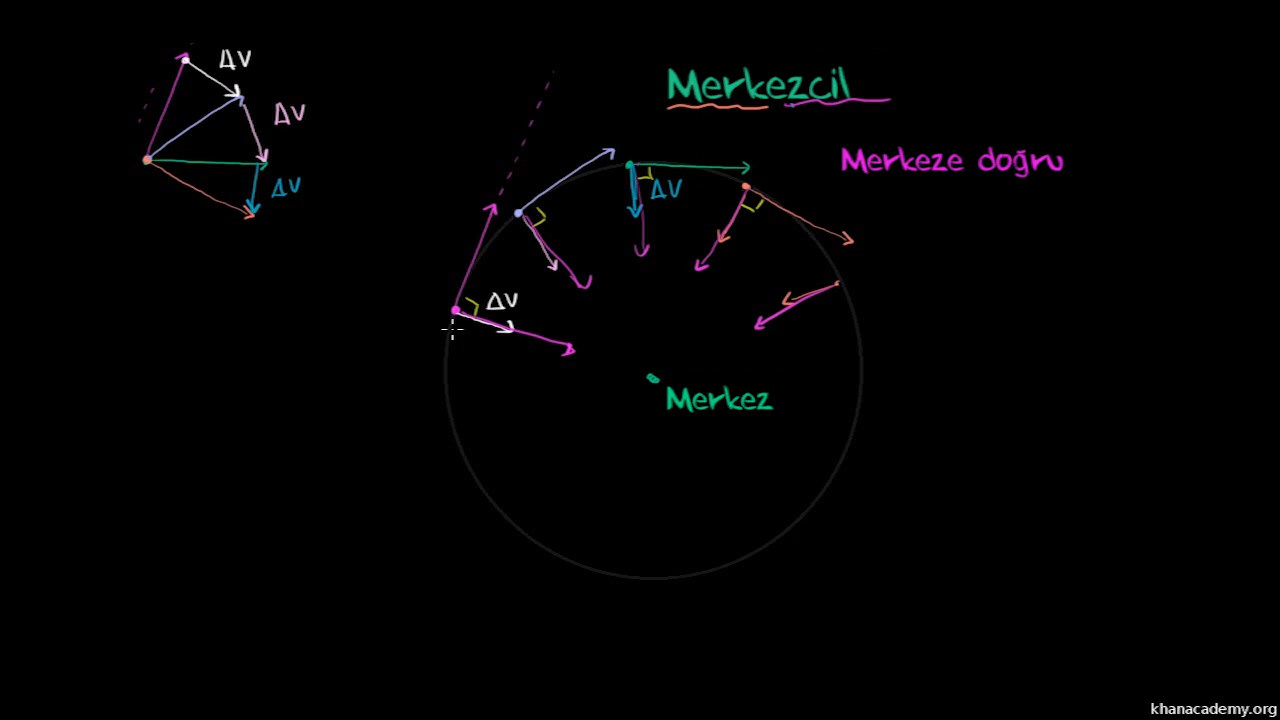 ΔV
ΔV
ΔV
Merkezcil
Merkeze doğru
ΔV
ΔV
Merkez
khanacademy.org